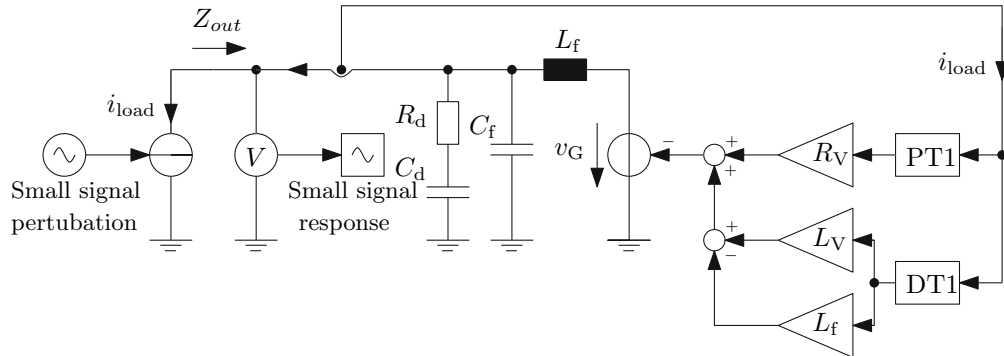 Z_out
L_f
i_load
i_load
R_d
C_f
C_d
V
v_G
−
+
+
R_V
PT1
Small signal
pertubation
Small signal
response
+
−
L_V
DT1
L_f